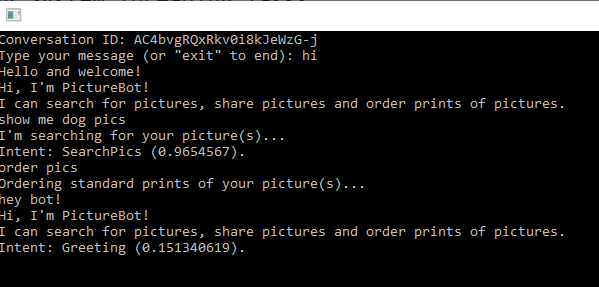 Conversation ID: AC4bvgRQxRkv0i8kJeWzG-j
Type your message (or "exit" to end): hi
Hello and welcome!
Hi, I'm PictureBot!
I can search for pictures, share pictures and order prints of pictures.
show me dog pics
I'm searching for your picture(s)...
Intent: SearchPics (0.9654567).
order pics
Ordering standard prints of your picture(s)...
hey bot!
Hi, I'm PictureBot!
I can search for pictures, share pictures and order prints of pictures.
Intent: Greeting (0.151340619).